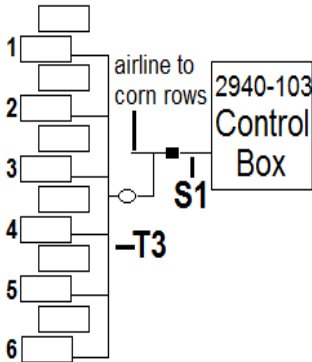 1
2
3
4
5
6
airline to
corn rows
2940-103
Control
Box
S1
–T3